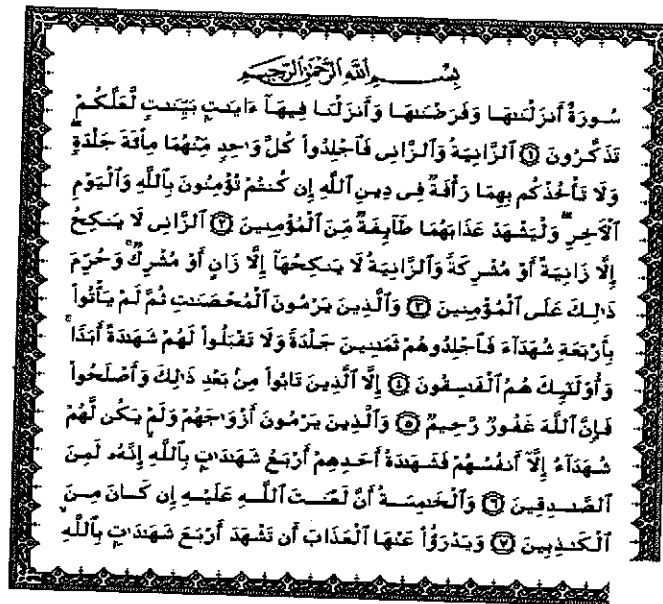 بِسْمِ ٱللَّهِ ٱلرَّحْمَٰنِ ٱلرَّحِيمِ
سُورَةٌ أَنزَلْنَٰهَا وَفَرَضْنَٰهَا وَأَنزَلْنَا فِيهَآ ءَايَٰتٍۭ بَيِّنَٰتٍ لَّعَلَّكُمْ
تَذَكَّرُونَ ١ ٱلزَّانِيَةُ وَٱلزَّانِى فَٱجْلِدُوا۟ كُلَّ وَٰحِدٍ مِّنْهُمَا مِا۟ئَةَ جَلْدَةٍ ۖ
وَلَا تَأْخُذْكُم بِهِمَا رَأْفَةٌ فِى دِينِ ٱللَّهِ إِن كُنتُمْ تُؤْمِنُونَ بِٱللَّهِ وَٱلْيَوْمِ
ٱلْءَاخِرِ ۖ وَلْيَشْهَدْ عَذَابَهُمَا طَآئِفَةٌ مِّنَ ٱلْمُؤْمِنِينَ ٢ ٱلزَّانِى لَا يَنكِحُ
إِلَّا زَانِيَةً أَوْ مُشْرِكَةً وَٱلزَّانِيَةُ لَا يَنكِحُهَآ إِلَّا زَانٍ أَوْ مُشْرِكٌ ۚ وَحُرِّمَ
ذَٰلِكَ عَلَى ٱلْمُؤْمِنِينَ ٣ وَٱلَّذِينَ يَرْمُونَ ٱلْمُحْصَنَٰتِ ثُمَّ لَمْ يَأْتُوا۟
بِأَرْبَعَةِ شُهَدَآءَ فَٱجْلِدُوهُمْ ثَمَٰنِينَ جَلْدَةً وَلَا تَقْبَلُوا۟ لَهُمْ شَهَٰدَةً أَبَدًا ۚ
وَأُو۟لَٰٓئِكَ هُمُ ٱلْفَٰسِقُونَ ٤ إِلَّا ٱلَّذِينَ تَابُوا۟ مِنۢ بَعْدِ ذَٰلِكَ وَأَصْلَحُوا۟
فَإِنَّ ٱللَّهَ غَفُورٌ رَّحِيمٌ ٥ وَٱلَّذِينَ يَرْمُونَ أَزْوَٰجَهُمْ وَلَمْ يَكُن لَّهُمْ
شُهَدَآءُ إِلَّآ أَنفُسُهُمْ فَشَهَٰدَةُ أَحَدِهِمْ أَرْبَعُ شَهَٰدَٰتٍۭ بِٱللَّهِ ۙ إِنَّهُۥ لَمِنَ
ٱلصَّٰدِقِينَ ٦ وَٱلْخَٰمِسَةُ أَنَّ لَعْنَتَ ٱللَّهِ عَلَيْهِ إِن كَانَ مِنَ
ٱلْكَٰذِبِينَ ٧ وَيَدْرَؤُا۟ عَنْهَا ٱلْعَذَابَ أَن تَشْهَدَ أَرْبَعَ شَهَٰدَٰتٍۭ بِٱللَّهِ ۙ